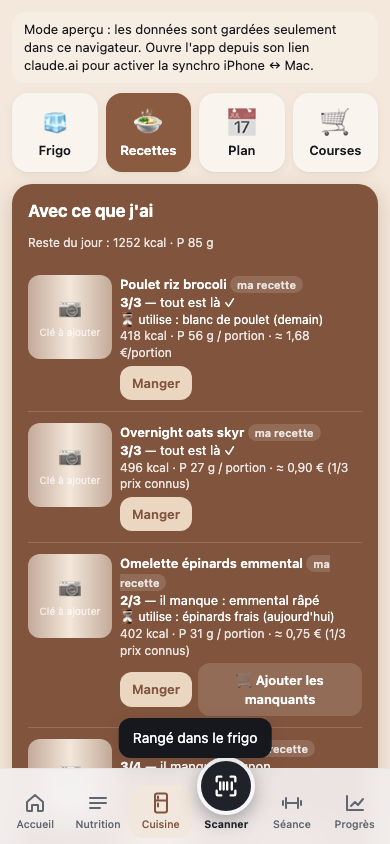 Mode aperçu : les données sont gardées seulement
dans ce navigateur. Ouvre l'app depuis son lien
claude.ai pour activer la synchro iPhone ↔ Mac.
Frigo
Recettes
JUL
17
Plan
Courses
Avec ce que j'ai
Reste du jour : 1252 kcal · P 85 g
Clé à ajouter
Poulet riz brocoli ma recette
3/3 — tout est là ✓
⏳ utilise : blanc de poulet (demain)
418 kcal · P 56 g / portion · ≈ 1,68
€/portion
Manger
Clé à ajouter
Overnight oats skyr ma recette
3/3 — tout est là ✓
496 kcal · P 27 g / portion · ≈ 0,90 € (1/3
prix connus)
Manger
Clé à ajouter
Omelette épinards emmental ma
recette
2/3 — il manque : emmental râpé
⏳ utilise : épinards frais (aujourd'hui)
402 kcal · P 31 g / portion · ≈ 0,75 € (1/3
prix connus)
Manger
🛒 Ajouter les
manquants
recette
3/4 — il manque
Rangé dans le frigo
Accueil
Nutrition
Cuisine
Scanner
Séance
Progrès